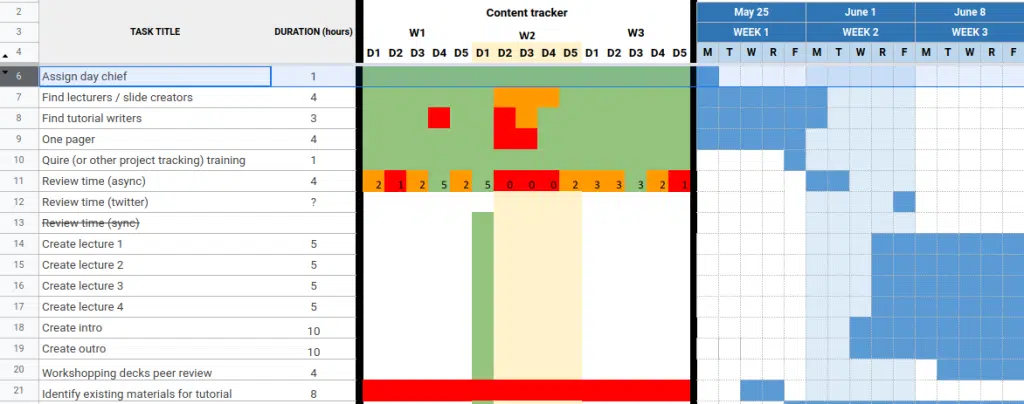 2 Content tracker May 25 June 1 June 8
3 TASK TITLE DURATION (hours) W1 W2 W3 WEEK 1 WEEK 2 WEEK 3
4 D1 D2 D3 D4 D5 D1 D2 D3 D4 D5 D1 D2 D3 D4 D5 M T W R F M T W R F M T W R F
6 Assign day chief 1
7 Find lecturers / slide creators 4
8 Find tutorial writers 3
9 One pager 4
10 Quire (or other project tracking) training 1
11 Review time (async) 4 2 1 2 5 2 5 0 0 0 2 3 3 3 2 1
12 Review time (twitter) ?
13 Review time (sync)
14 Create lecture 1 5
15 Create lecture 2 5
16 Create lecture 3 5
17 Create lecture 4 5
18 Create intro 10
19 Create outro 10
20 Workshopping decks peer review 4
21 Identify existing materials for tutorial 8